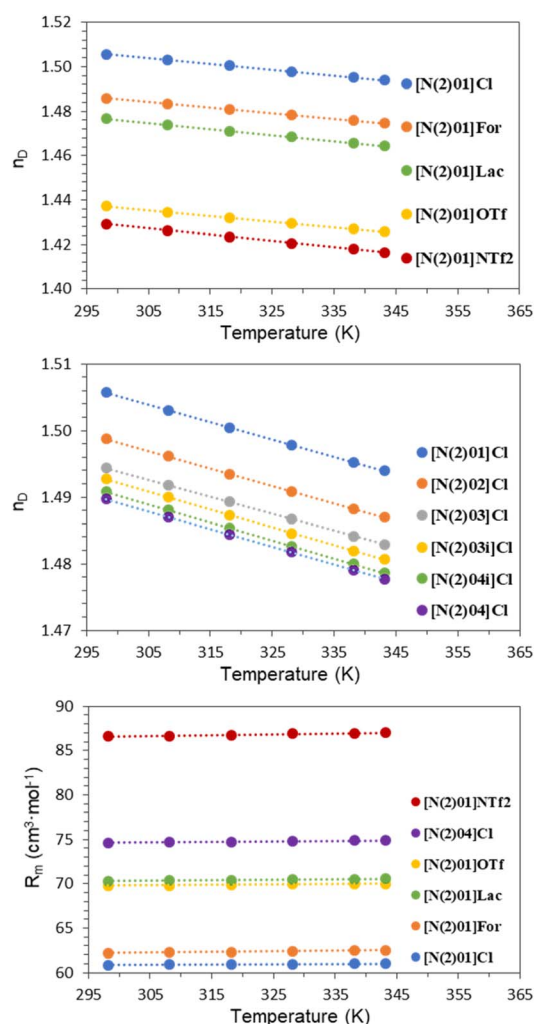 1.52
1.50
1.48
1.46
1.44
1.42
1.40
n_D
[N(2)01]Cl
[N(2)01]For
[N(2)01]Lac
[N(2)01]OTf
[N(2)01]NTf2
295 305 315 325 335 345 355 365
Temperature (K)
1.51
1.50
1.49
1.48
1.47
n_D
[N(2)01]Cl
[N(2)02]Cl
[N(2)03]Cl
[N(2)03i]Cl
[N(2)04i]Cl
[N(2)04]Cl
295 305 315 325 335 345 355 365
Temperature (K)
90
85
80
75
70
65
60
R_m (cm³·mol⁻¹)
[N(2)01]NTf2
[N(2)04]Cl
[N(2)01]OTf
[N(2)01]Lac
[N(2)01]For
[N(2)01]Cl
295 305 315 325 335 345 355 365
Temperature (K)